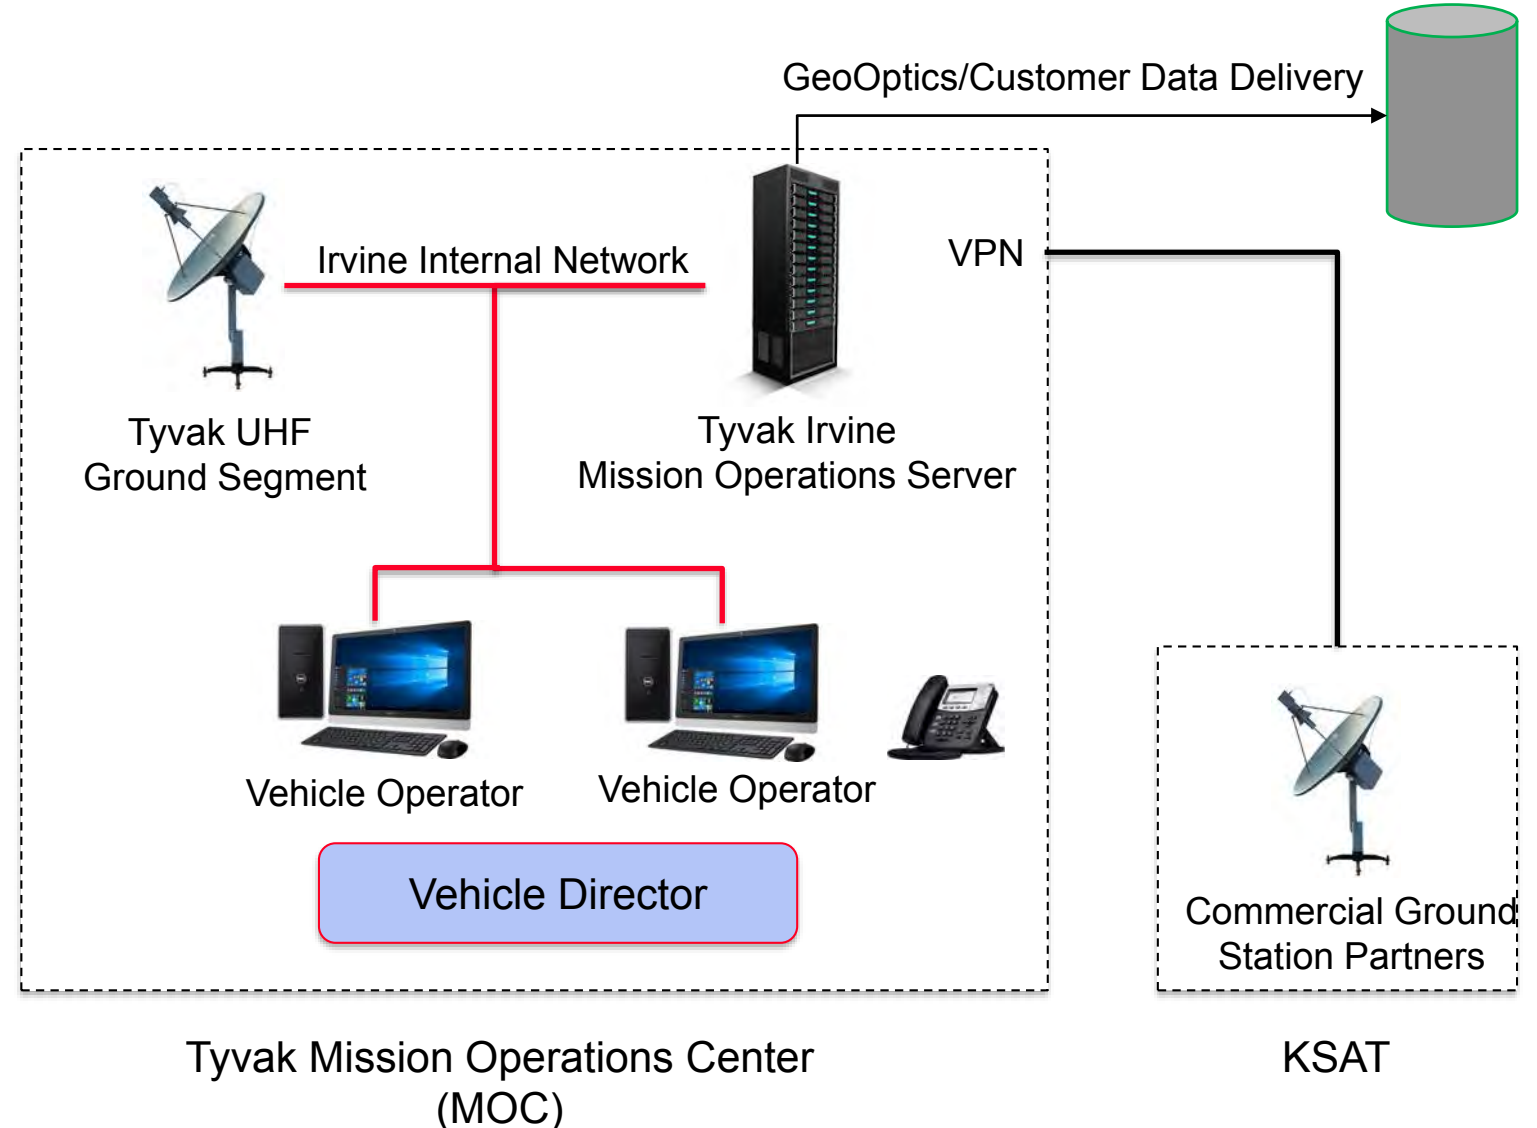 GeoOptics/Customer Data Delivery
Irvine Internal Network
VPN
Tyvak UHF
Ground Segment
Tyvak Irvine
Mission Operations Server
Vehicle Operator
Vehicle Operator
Vehicle Director
Commercial Ground
Station Partners
Tyvak Mission Operations Center
(MOC)
KSAT